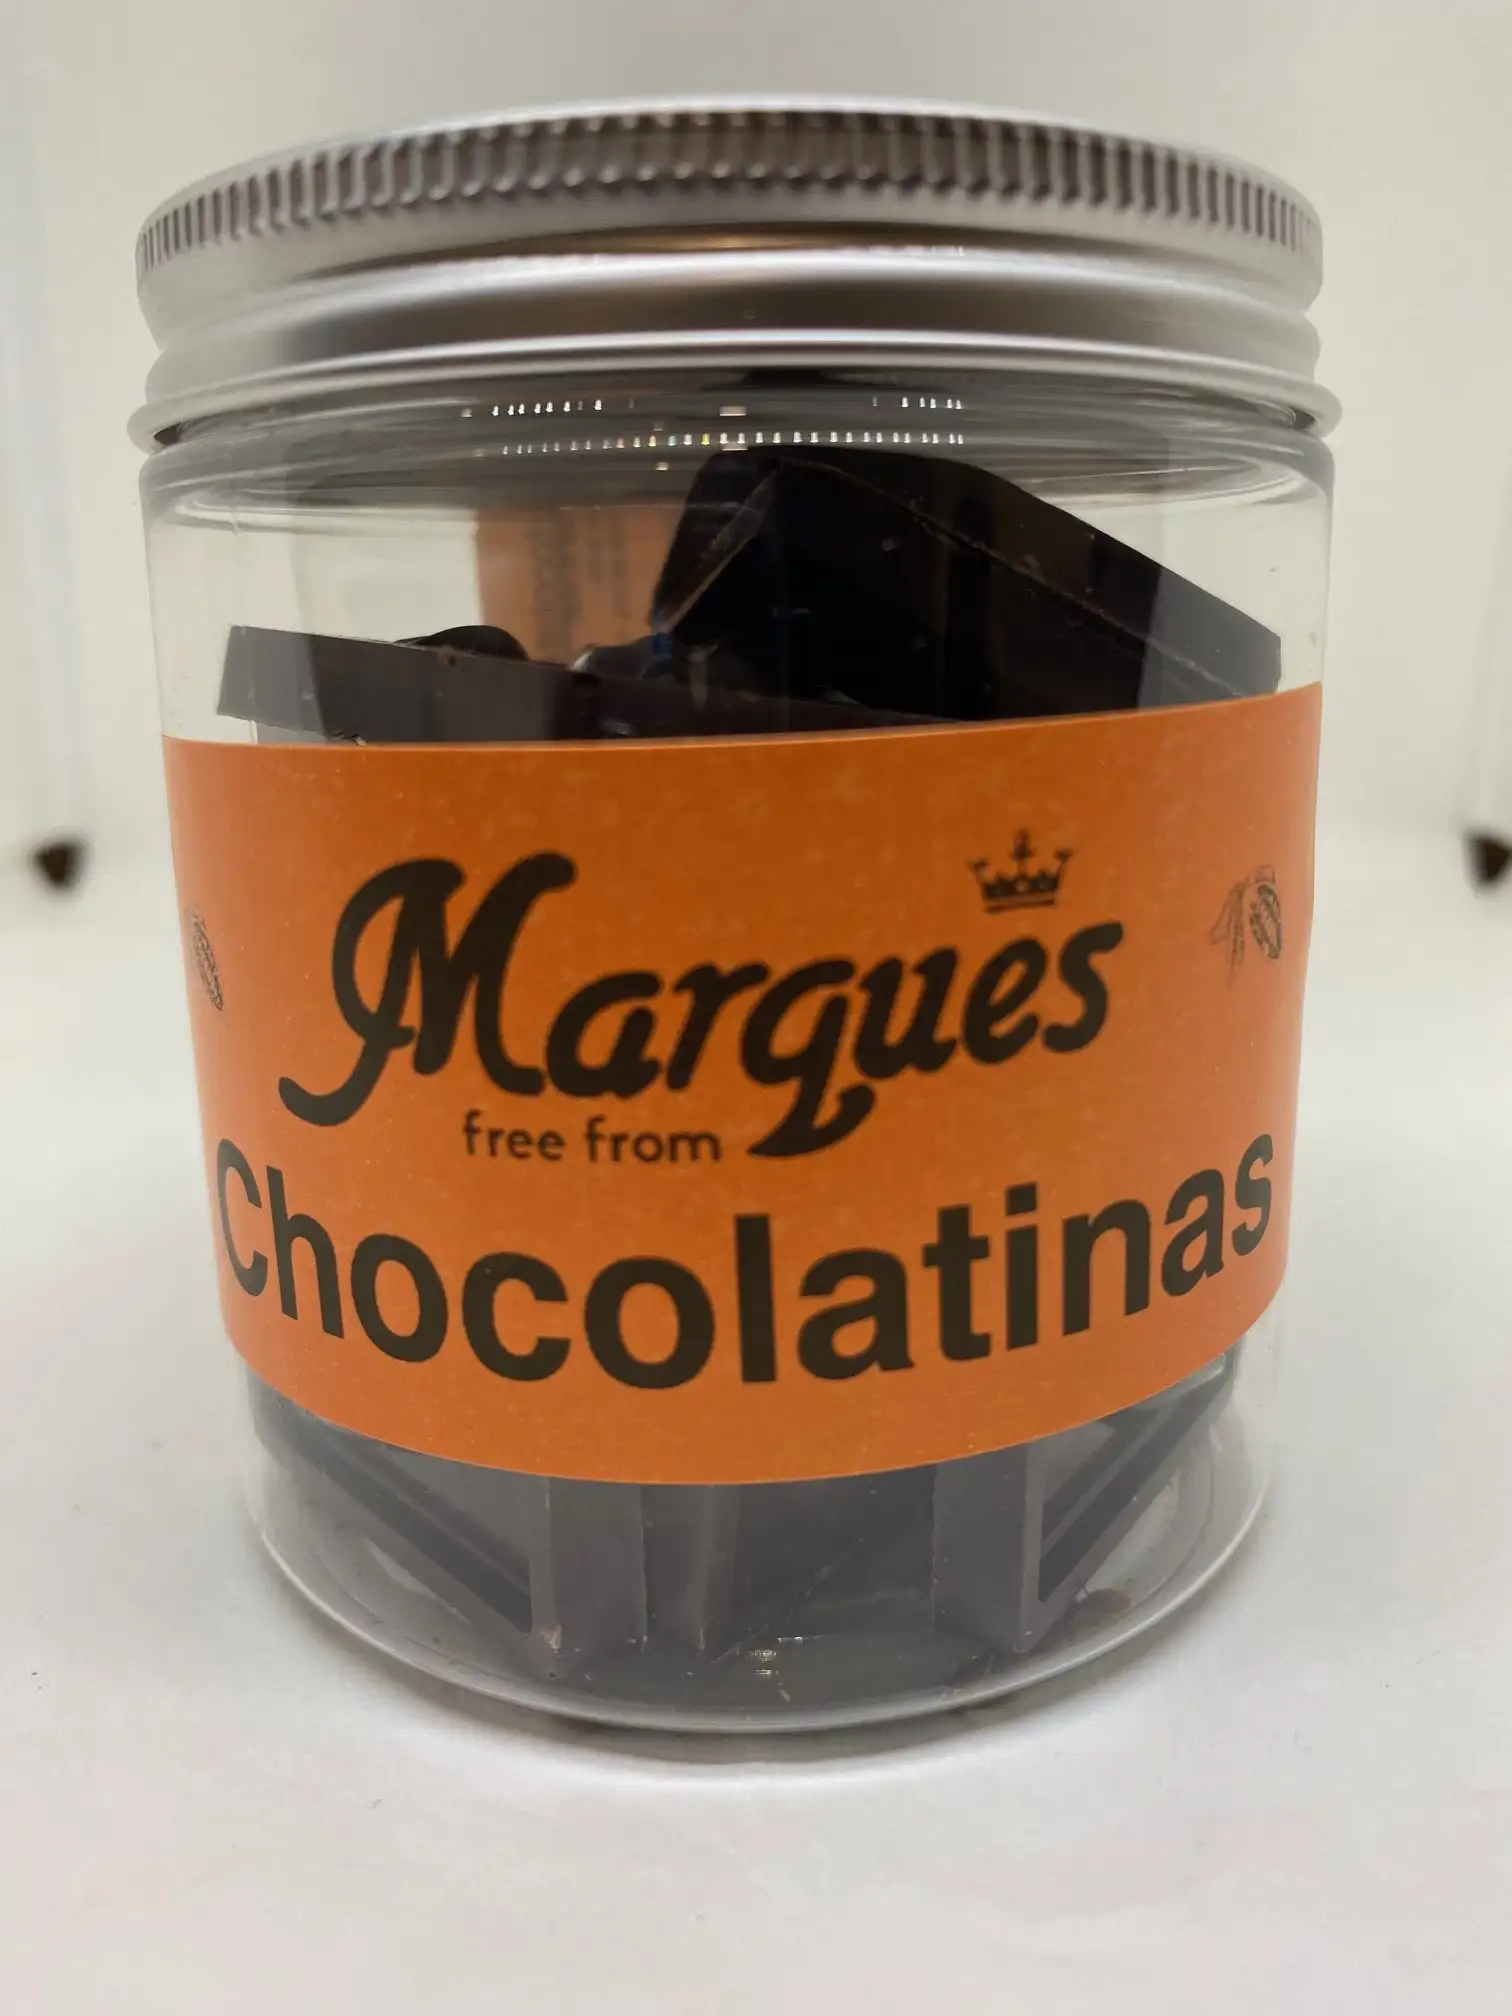 Marques
free from
Chocolatinas